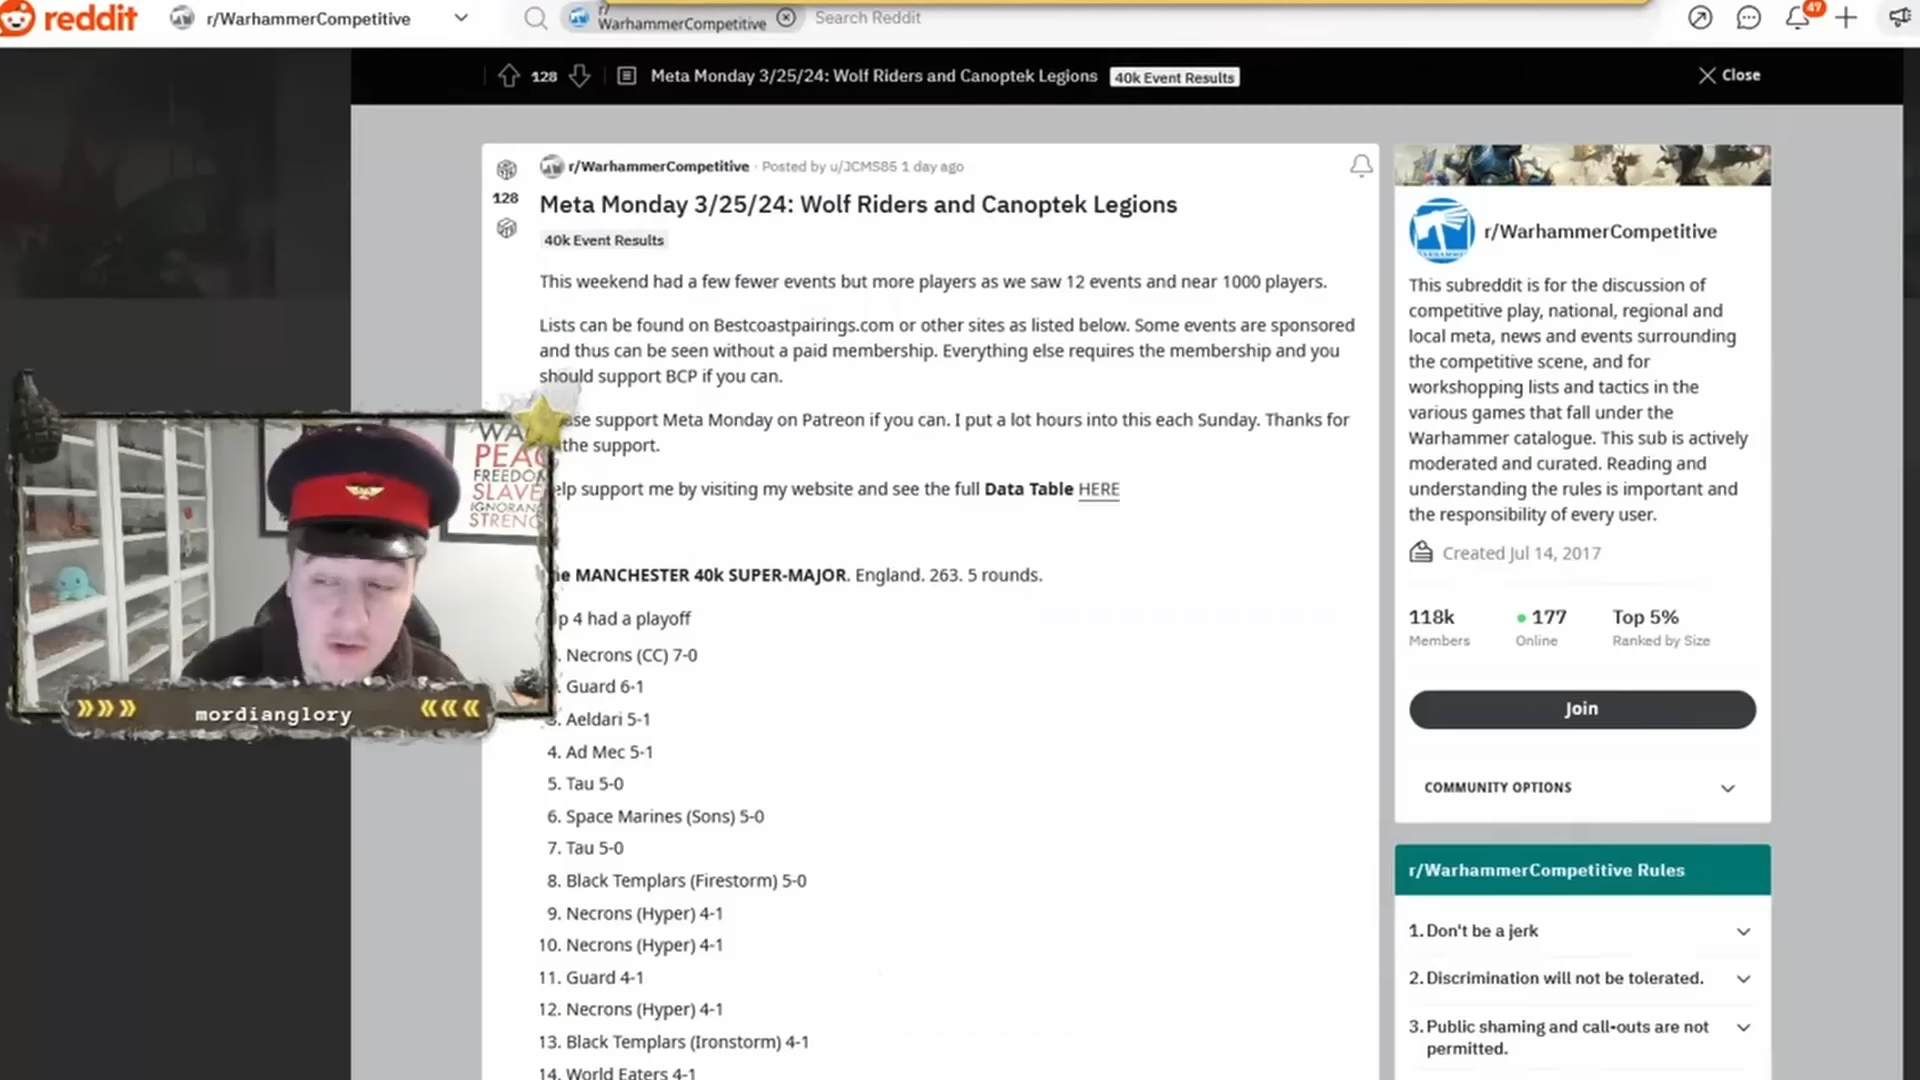 reddit
r/WarhammerCompetitive
r/
WarhammerCompetitive
Search Reddit
47
128
Meta Monday 3/25/24: Wolf Riders and Canoptek Legions
40k Event Results
Close
r/WarhammerCompetitive · Posted by u/JCMS85 1 day ago
128
Meta Monday 3/25/24: Wolf Riders and Canoptek Legions
40k Event Results
This weekend had a few fewer events but more players as we saw 12 events and near 1000 players.
Lists can be found on Bestcoastpairings.com or other sites as listed below. Some events are sponsored
and thus can be seen without a paid membership. Everything else requires the membership and you
should support BCP if you can.
se support Meta Monday on Patreon if you can. I put a lot hours into this each Sunday. Thanks for
the support.
elp support me by visiting my website and see the full Data Table HERE
e MANCHESTER 40k SUPER-MAJOR. England. 263. 5 rounds.
p 4 had a playoff
Necrons (CC) 7-0
Guard 6-1
3. Aeldari 5-1
4. Ad Mec 5-1
5. Tau 5-0
6. Space Marines (Sons) 5-0
7. Tau 5-0
8. Black Templars (Firestorm) 5-0
9. Necrons (Hyper) 4-1
10. Necrons (Hyper) 4-1
11. Guard 4-1
12. Necrons (Hyper) 4-1
13. Black Templars (Ironstorm) 4-1
14. World Eaters 4-1
WA
PEAC
FREEDOM
SLAVE
IGNORANC
STRENG
mordianglory
r/WarhammerCompetitive
This subreddit is for the discussion of
competitive play, national, regional and
local meta, news and events surrounding
the competitive scene, and for
workshopping lists and tactics in the
various games that fall under the
Warhammer catalogue. This sub is actively
moderated and curated. Reading and
understanding the rules is important and
the responsibility of every user.
Created Jul 14, 2017
118k
177
Top 5%
Members
Online
Ranked by Size
Join
COMMUNITY OPTIONS
r/WarhammerCompetitive Rules
1. Don't be a jerk
2. Discrimination will not be tolerated.
3. Public shaming and call-outs are not
permitted.